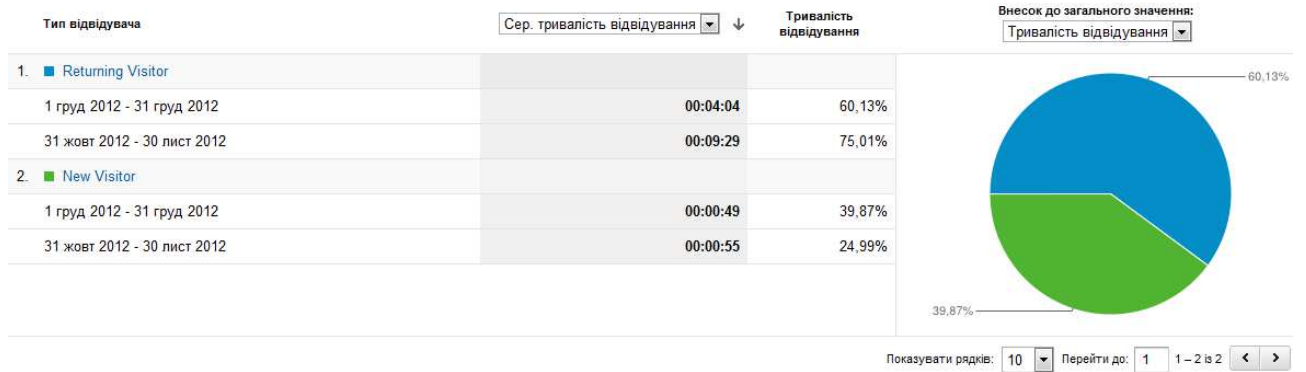 Тип відвідувача
Сер. тривалість відвідування
Тривалість
відвідування
Внесок до загального значення:
Тривалість відвідування
1. Returning Visitor
1 груд 2012 - 31 груд 2012 00:04:04 60,13%
31 жовт 2012 - 30 лист 2012 00:09:29 75,01%
2. New Visitor
1 груд 2012 - 31 груд 2012 00:00:49 39,87%
31 жовт 2012 - 30 лист 2012 00:00:55 24,99%
60,13%
39,87%
Показувати рядків: 10 Перейти до: 1 1 – 2 із 2